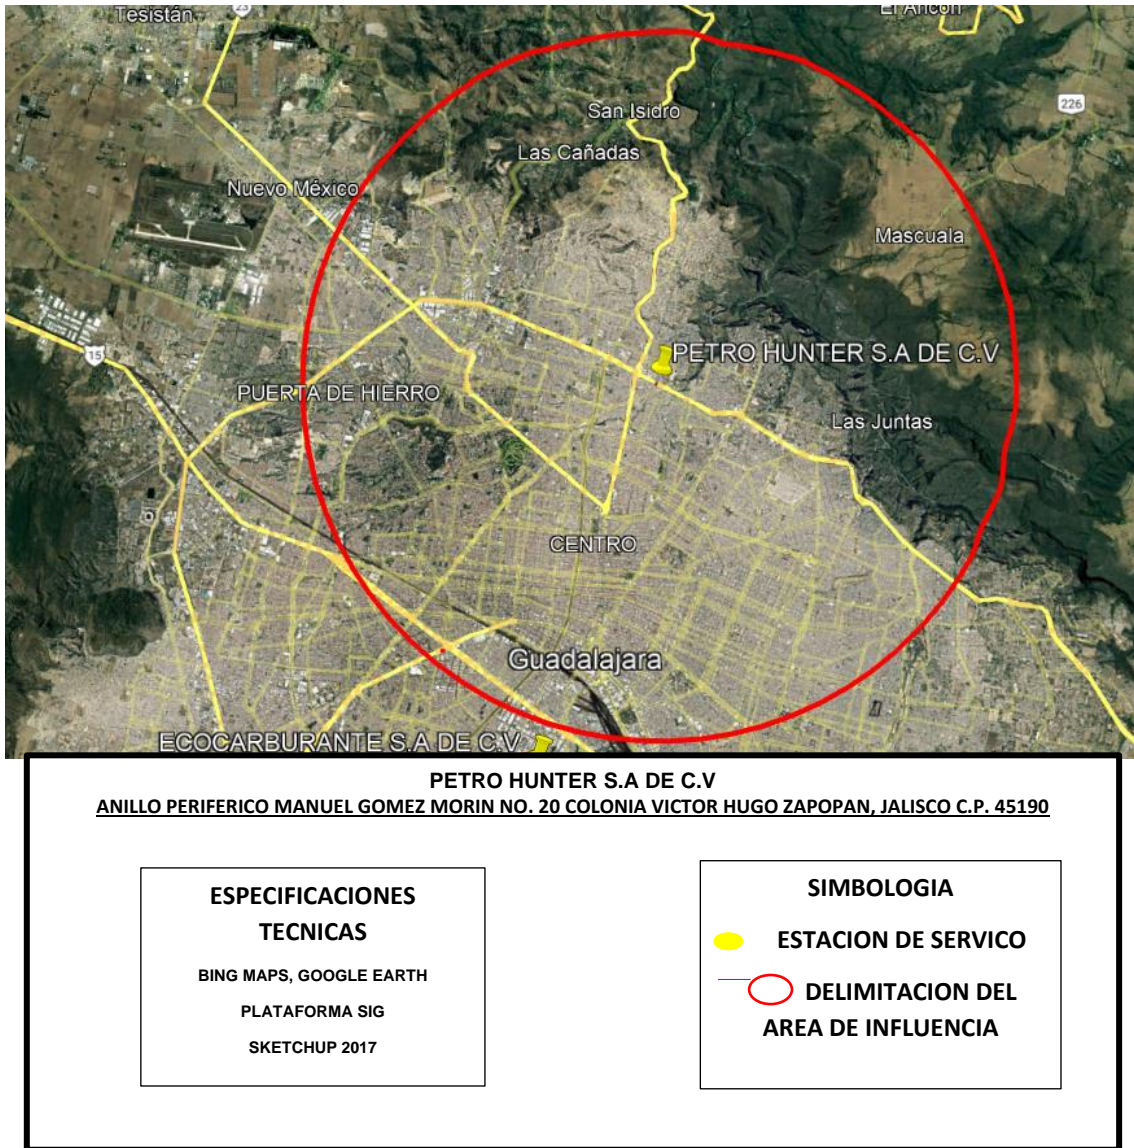 Tesistán
23
El Ancón
226
San Isidro
Las Cañadas
Nuevo México
Mascuala
15
PETRO HUNTER S.A DE C.V
PUERTA DE HIERRO
Las Juntas
CENTRO
Guadalajara
ECOCARBURANTE S.A DE C.V
PETRO HUNTER S.A DE C.V
ANILLO PERIFERICO MANUEL GOMEZ MORIN NO. 20 COLONIA VICTOR HUGO ZAPOPAN, JALISCO C.P. 45190
ESPECIFICACIONES
TECNICAS
BING MAPS, GOOGLE EARTH
PLATAFORMA SIG
SKETCHUP 2017
SIMBOLOGIA
ESTACION DE SERVICO
DELIMITACION DEL
AREA DE INFLUENCIA